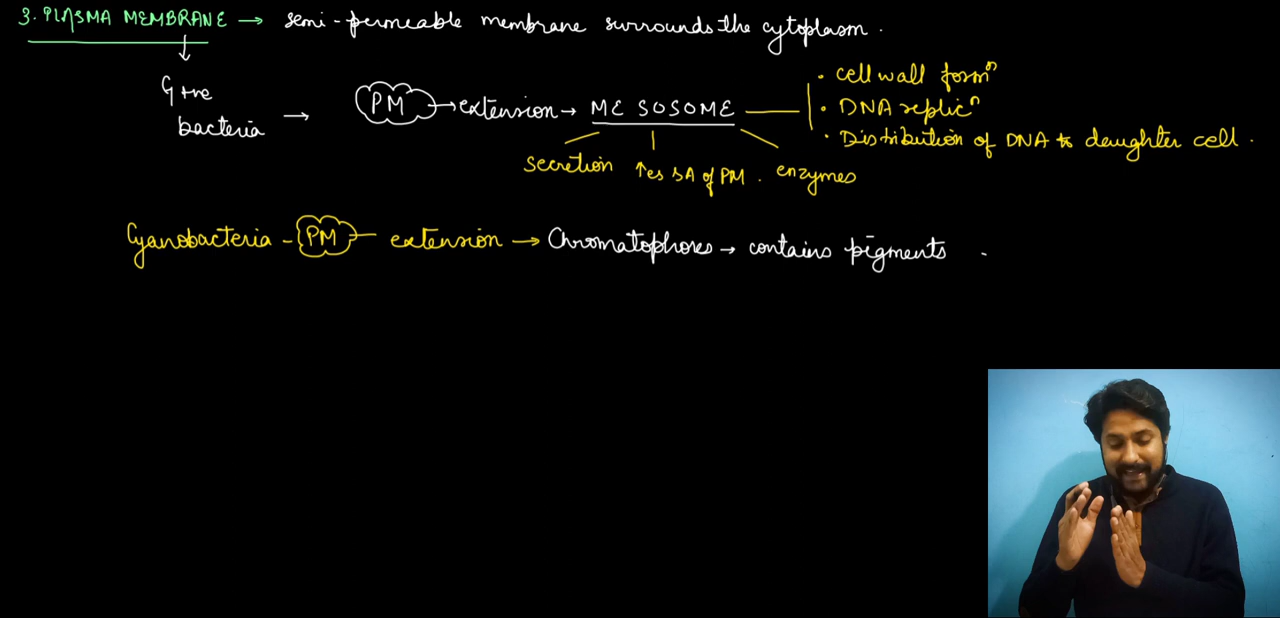 3. PLASMA MEMBRANE → semi-permeable membrane surrounds the cytoplasm.
G +ve
bacteria → PM → extension → MESOSOME
• cell wall formⁿ
• DNA replicⁿ
• Distribution of DNA to daughter cell.
secretion ↑es SA of PM. enzymes
Cyanobacteria - PM - extension → Chromatophores → contains pigments.